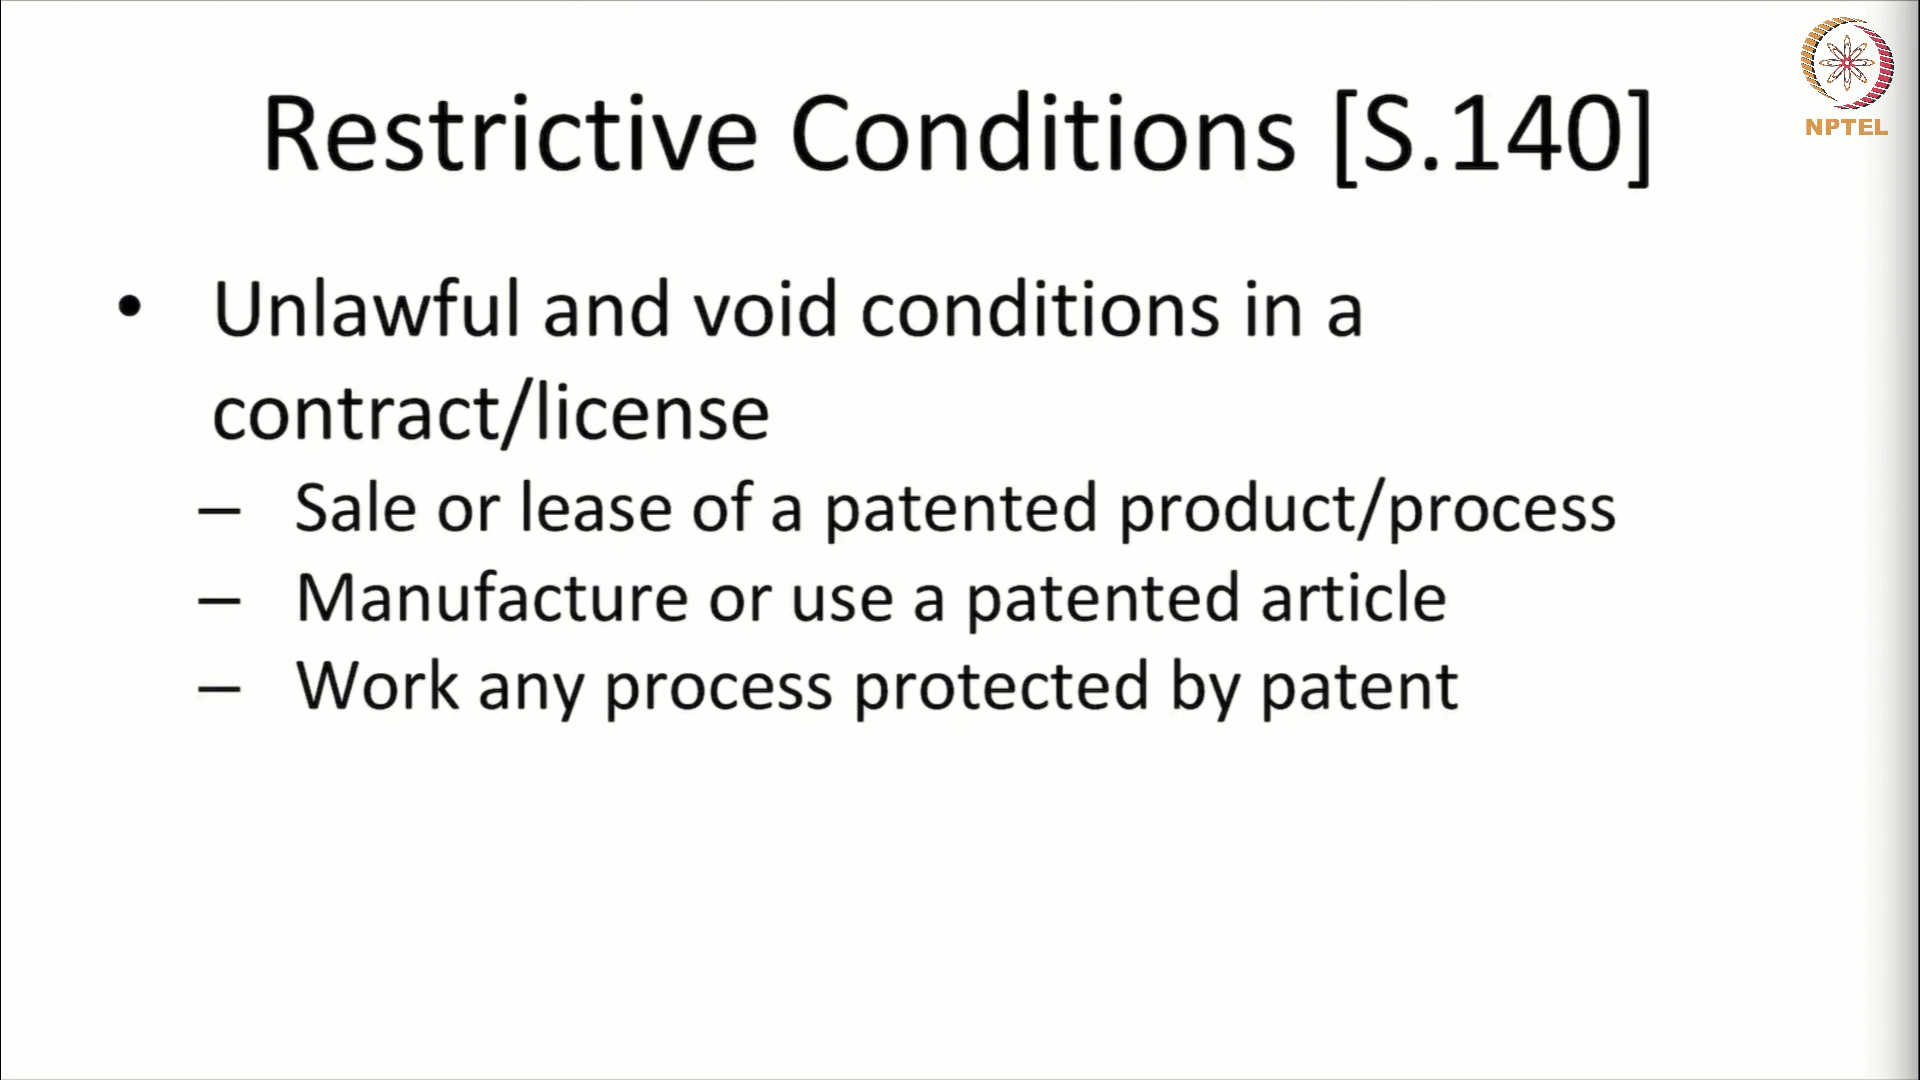 Restrictive Conditions [S.140]
NPTEL
• Unlawful and void conditions in a
contract/license
– Sale or lease of a patented product/process
– Manufacture or use a patented article
– Work any process protected by patent